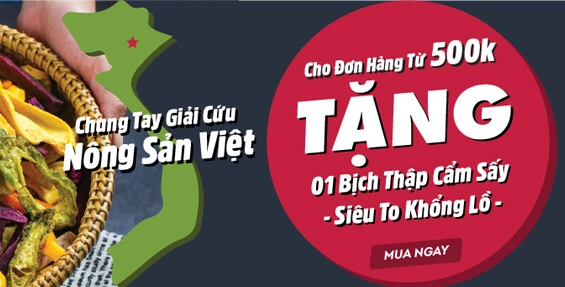 Chung Tay Giải Cứu
Nông Sản Việt
Cho Đơn Hàng Từ 500k
TẶNG
01 Bịch Thập Cẩm Sấy
- Siêu To Khổng Lồ -
MUA NGAY